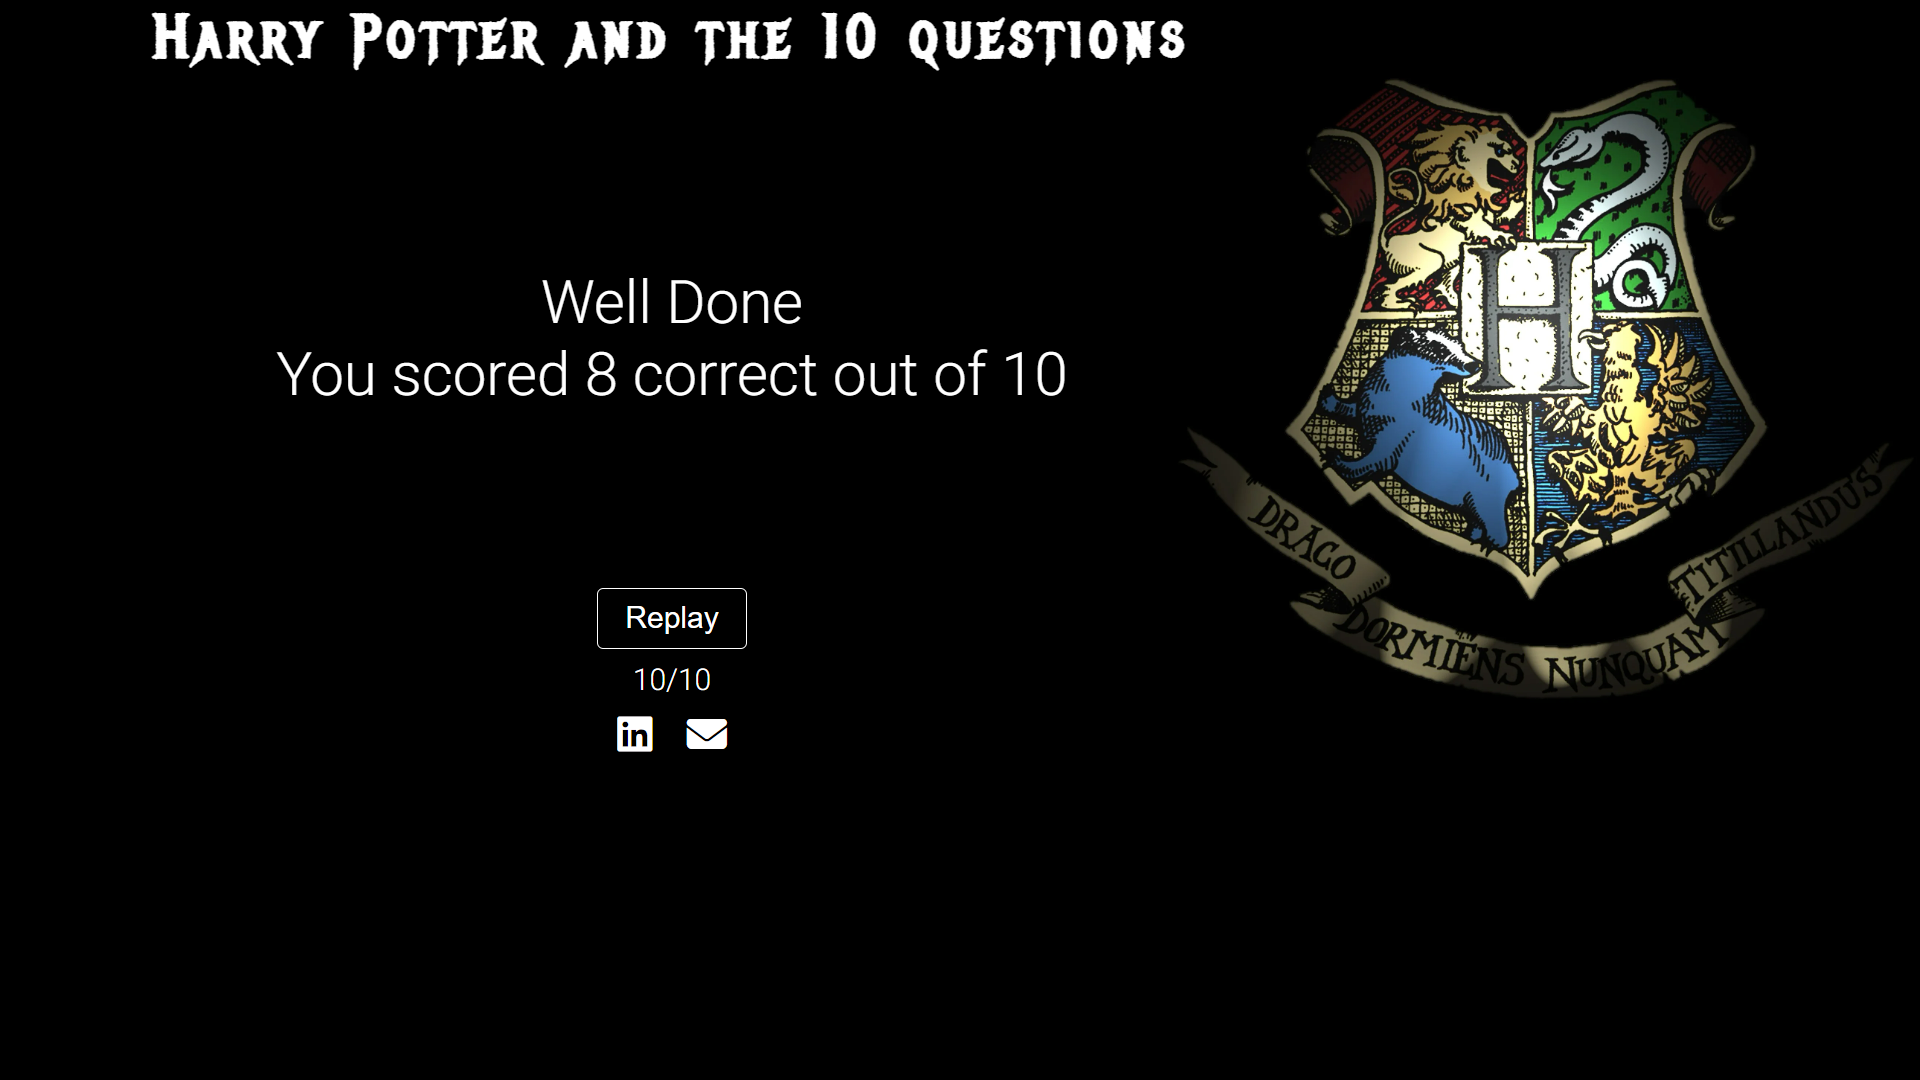 Harry Potter and the 10 questions
Well Done
You scored 8 correct out of 10
Replay
10/10
in
H
DRACO
DORMIENS NUNQUAM
TITILLANDUS